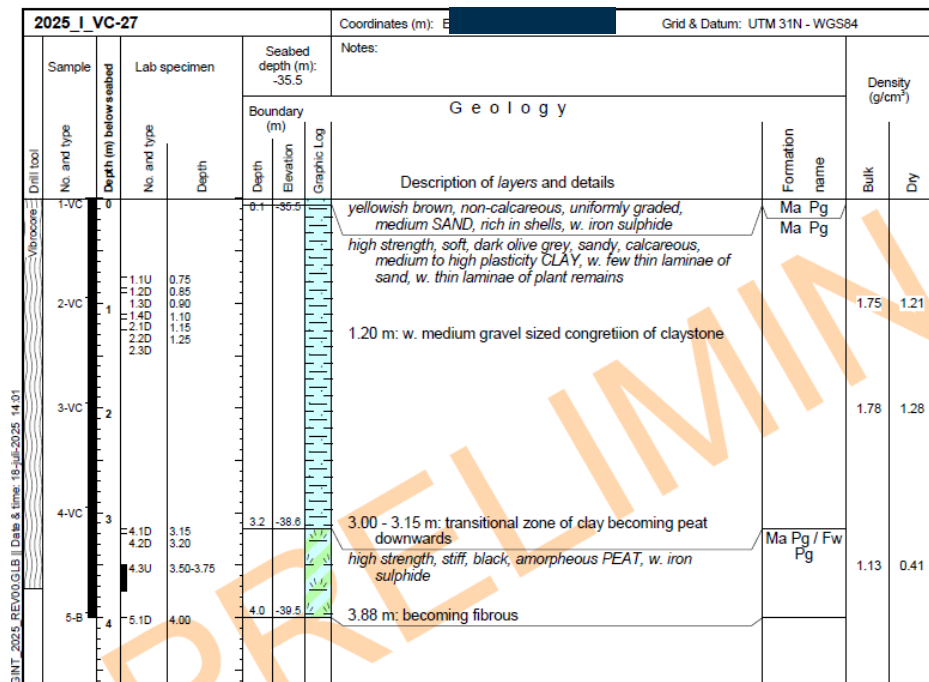 2025_I_VC-27
Coordinates (m): E
Grid & Datum: UTM 31N - WGS84
Sample
Lab specimen
Seabed
depth (m):
-35.5
Notes:
Density
(g/cm³)
Geology
Boundary
(m)
Drill tool
No. and type
Depth (m) below seabed
No. and type
Depth
Depth
Elevation
Graphic Log
Description of layers and details
Formation
name
Bulk
Dry
Vibrocore
1-VC
0
0.1 -35.5
yellowish brown, non-calcareous, uniformly graded,
medium SAND, rich in shells, w. iron sulphide
Ma Pg
Ma Pg
high strength, soft, dark olive grey, sandy, calcareous,
medium to high plasticity CLAY, w. few thin laminae of
sand, w. thin laminae of plant remains
1.1U 0.75
1.2D 0.85
2-VC
1.3D 0.90
1.75 1.21
1
1.4D 1.10
2.1D 1.15
2.2D 1.25
2.3D
1.20 m: w. medium gravel sized congretiion of claystone
3-VC
2
1.78 1.28
4-VC
3
3.2 -38.6
3.00 - 3.15 m: transitional zone of clay becoming peat
downwards
4.1D 3.15
4.2D 3.20
Ma Pg / Fw
Pg
high strength, stiff, black, amorpheous PEAT, w. iron
sulphide
4.3U 3.50-3.75
1.13 0.41
5-B
4
5.1D 4.00
4.0 -39.5
3.88 m: becoming fibrous
GINT_2025_REV00.GLB || Date & time: 18-juli-2025 14:01
PRELIMIN